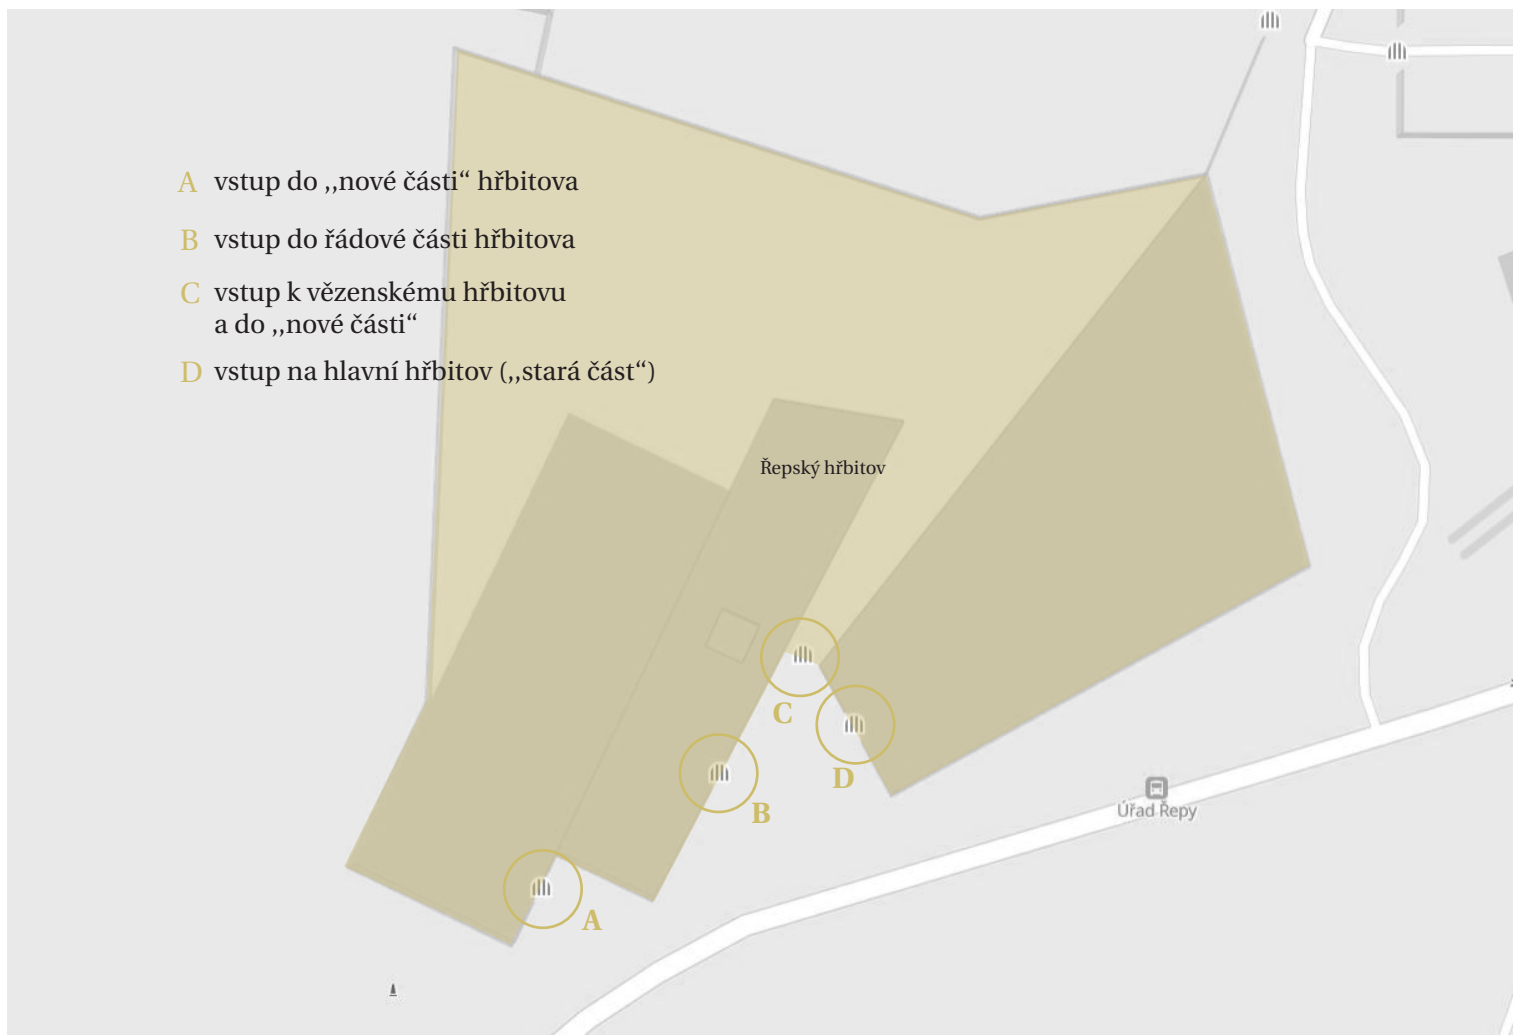 A vstup do ,,nové části“ hřbitova
B vstup do řádové části hřbitova
C vstup k vězenskému hřbitovu
a do ,,nové části“
D vstup na hlavní hřbitov (,,stará část“)
Řepský hřbitov
C
D
B
Úřad Řepy
A